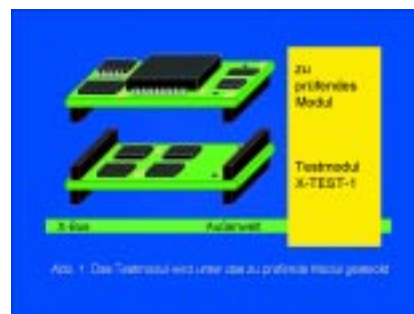 zu
prüfendes
Modul
Testmodul
X-TEST-1
X-Bus
Außenwelt
Abb. 1 Das Testmodul wird unter das zu prüfende Modul gesteckt